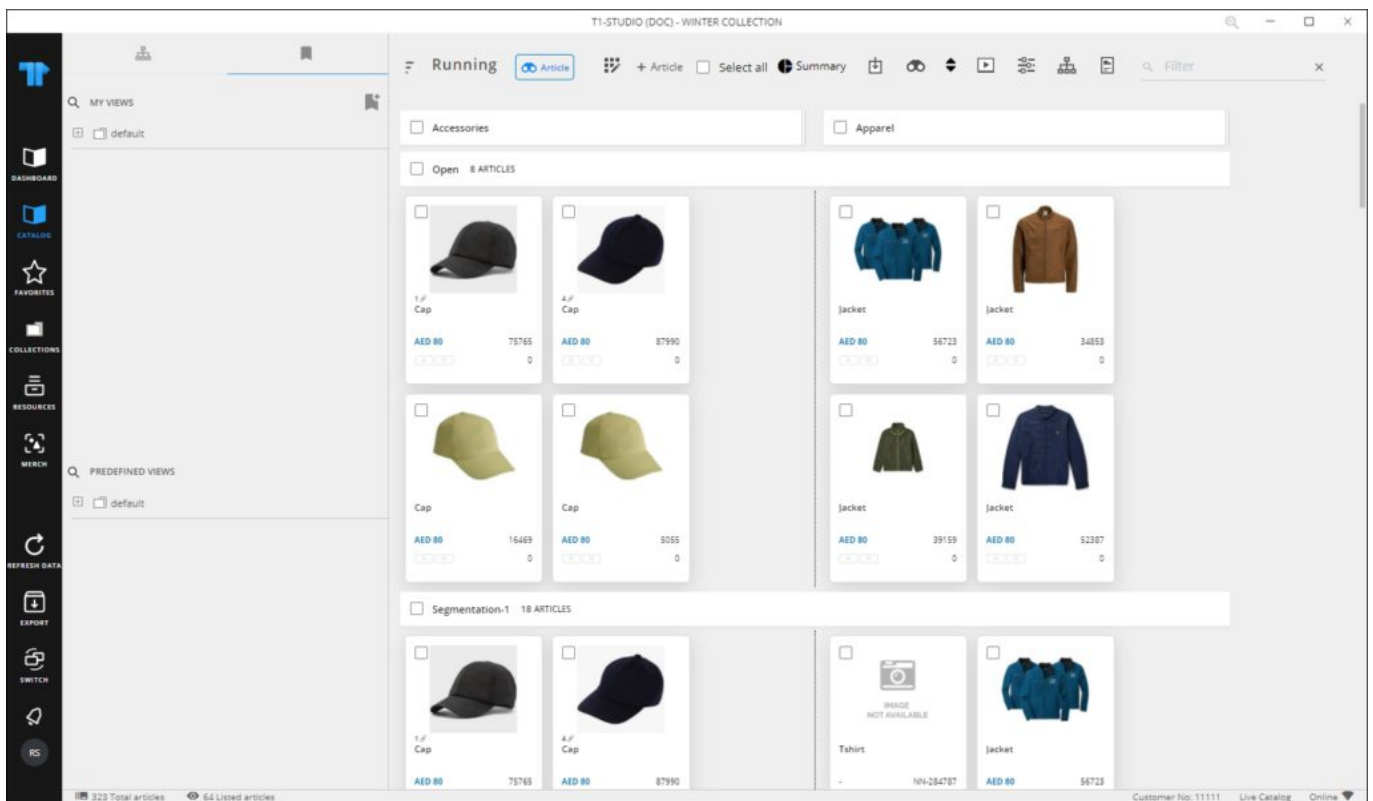 T1-STUDIO (DOC) - WINTER COLLECTION
Running Article + Article Select all Summary Filter
MY VIEWS
default
DASHBOARD
CATALOG
FAVORITES
COLLECTIONS
RESOURCES
MERCH
PREDEFINED VIEWS
default
REFRESH DATA
EXPORT
SWITCH
RS
Accessories Apparel
Open 8 ARTICLES
1 4
Cap Cap Jacket Jacket
AED 80 75765 AED 80 87990 AED 80 56723 AED 80 34853
0 0 0 0
Cap Cap Jacket Jacket
AED 80 16469 AED 80 5055 AED 80 39159 AED 80 52387
0 0 0 0
Segmentation-1 18 ARTICLES
IMAGE
NOT AVAILABLE
1 4
Cap Cap Tshirt Jacket
AED 80 75765 AED 80 87990 - NN-284787 AED 80 56723
323 Total articles 64 Listed articles Customer No: 11111 Live Catalog Online